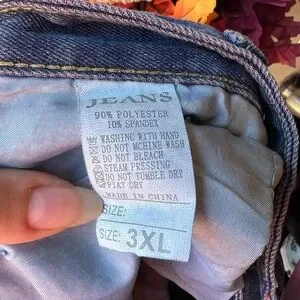 JEANS
90% POLYESTER
10% SPANDEX
WASHING WITH HAND
DO NOT MCHINE WASH
DO NOT BLEACH
STEAM PRESSING
DO NOT TUMBLE DRY
FLAT DRY
MADE IN CHINA
SIZE:
SIZE: 3XL